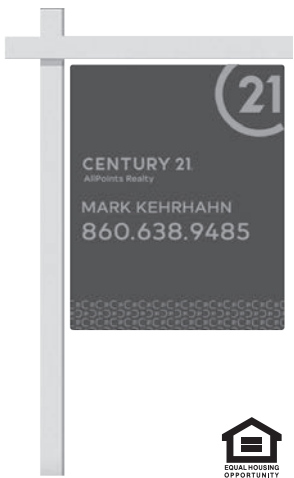 21
CENTURY 21
AllPoints Realty
MARK KEHRHAHN
860.638.9485
EQUAL HOUSING
OPPORTUNITY